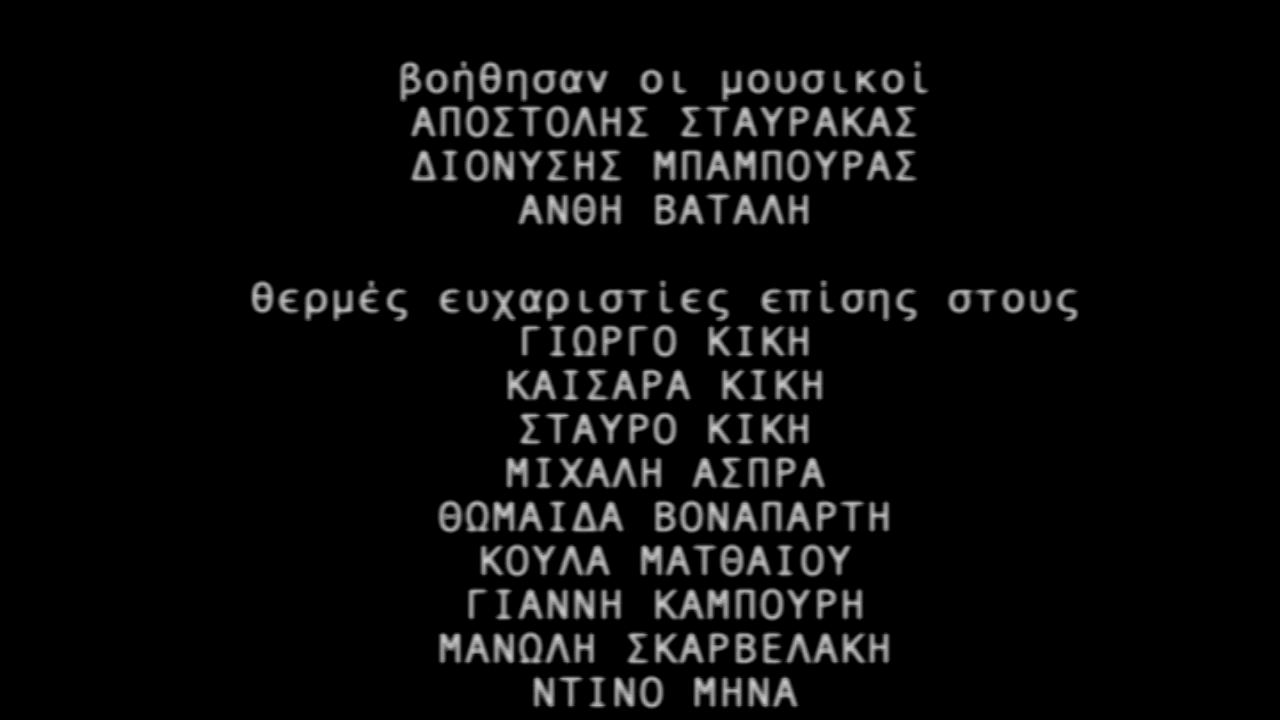 βοήθησαν οι μουσικοί
ΑΠΟΣΤΟΛΗΣ ΣΤΑΥΡΑΚΑΣ
ΔΙΟΝΥΣΗΣ ΜΠΑΜΠΟΥΡΑΣ
ΑΝΘΗ ΒΑΤΑΛΗ
θερμές ευχαριστίες επίσης στους
ΓΙΩΡΓΟ ΚΙΚΗ
ΚΑΙΣΑΡΑ ΚΙΚΗ
ΣΤΑΥΡΟ ΚΙΚΗ
ΜΙΧΑΛΗ ΑΣΠΡΑ
ΘΩΜΑΙΔΑ ΒΟΝΑΠΑΡΤΗ
ΚΟΥΛΑ ΜΑΤΘΑΙΟΥ
ΓΙΑΝΝΗ ΚΑΜΠΟΥΡΗ
ΜΑΝΩΛΗ ΣΚΑΡΒΕΛΑΚΗ
ΝΤΙΝΟ ΜΗΝΑ